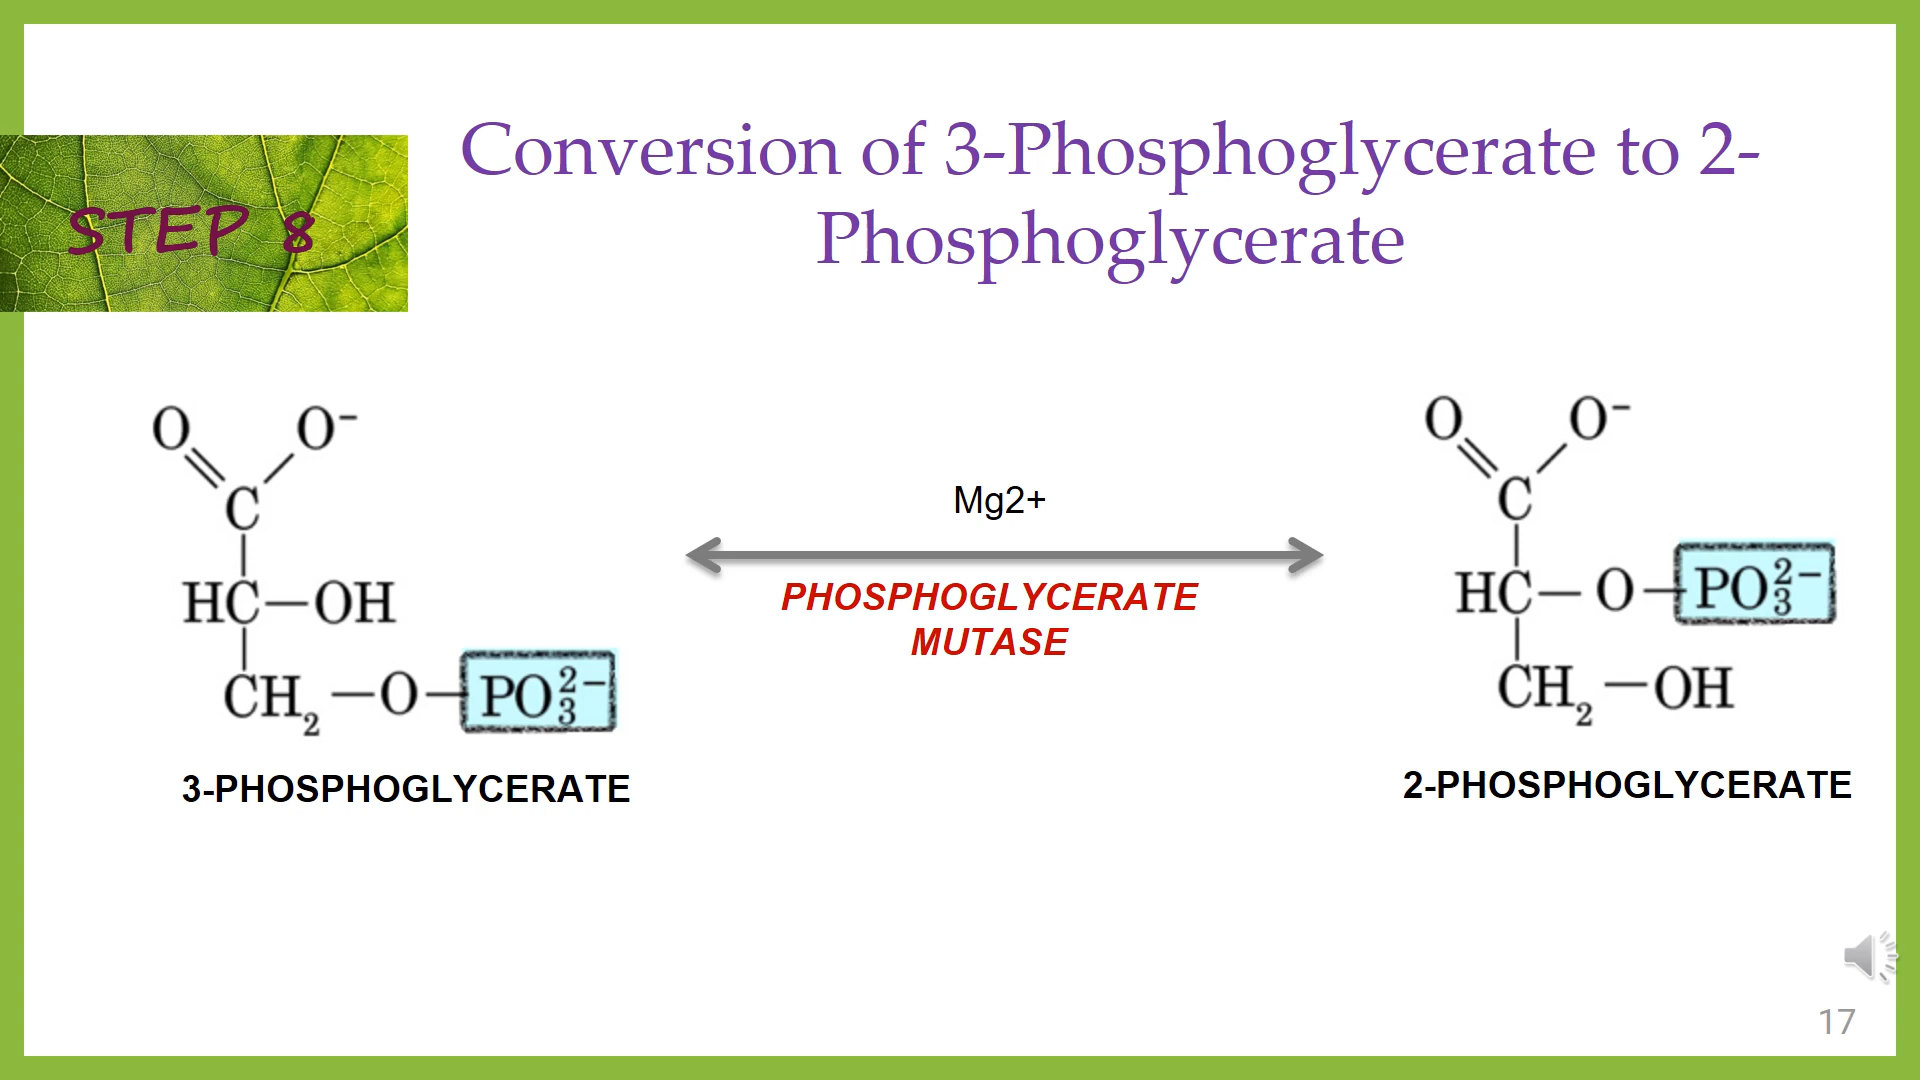 STEP 8
Conversion of 3-Phosphoglycerate to 2-
Phosphoglycerate
O O⁻
C
HC—OH
CH₂—O—PO₃²⁻
3-PHOSPHOGLYCERATE
Mg2+
PHOSPHOGLYCERATE
MUTASE
O O⁻
C
HC—O—PO₃²⁻
CH₂—OH
2-PHOSPHOGLYCERATE
17